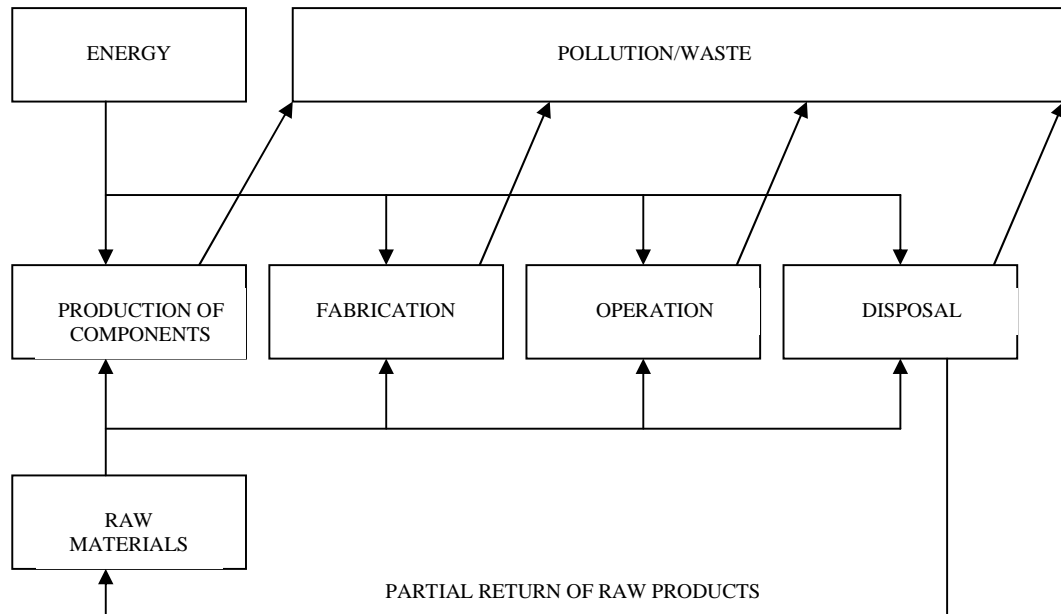 ENERGY
POLLUTION/WASTE
PRODUCTION OF
COMPONENTS
FABRICATION
OPERATION
DISPOSAL
RAW
MATERIALS
PARTIAL RETURN OF RAW PRODUCTS